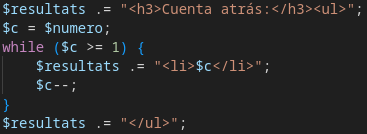 $resultats .= "<h3>Cuenta atrás:</h3><ul>";
$c = $numero;
while ($c >= 1) {
    $resultats .= "<li>$c</li>";
    $c--;
}
$resultats .= "</ul>";